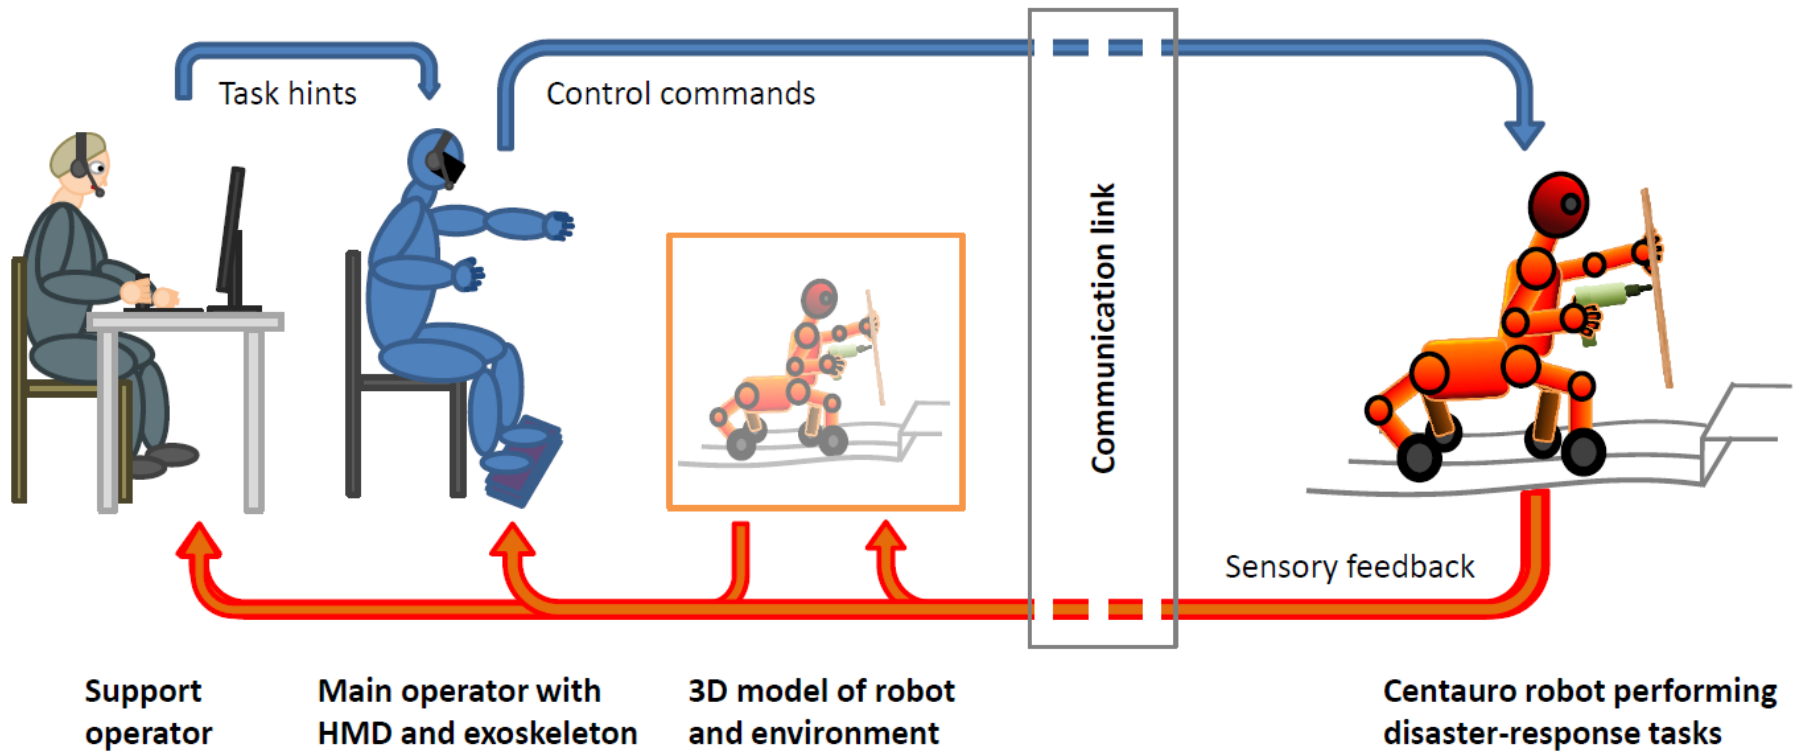 Task hints
Control commands
Communication link
Sensory feedback
Support
operator
Main operator with
HMD and exoskeleton
3D model of robot
and environment
Centauro robot performing
disaster-response tasks